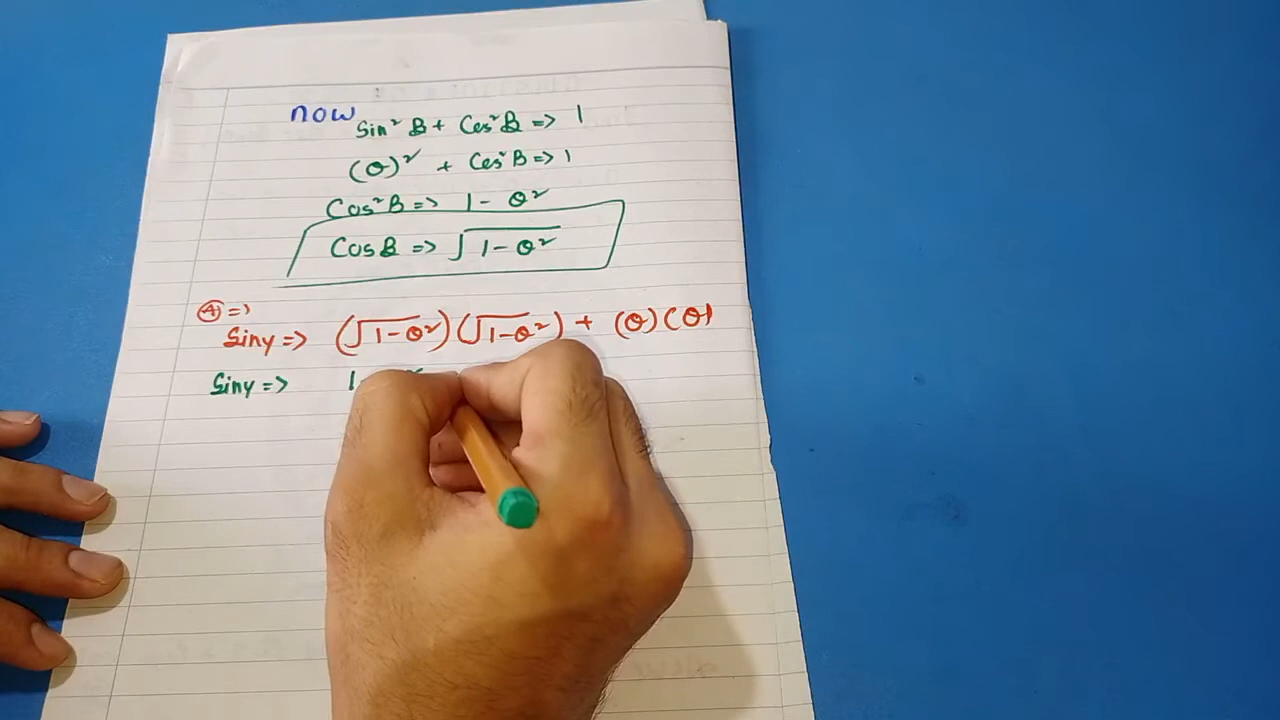 now
Sin² B + Cos² B => 1
(θ)² + Cos² B => 1
Cos² B => 1 - θ²
Cos B => √1-θ²
④ =>
Siny => (√1-θ²)(√1-θ²) + (θ)(θ)
Siny => 1